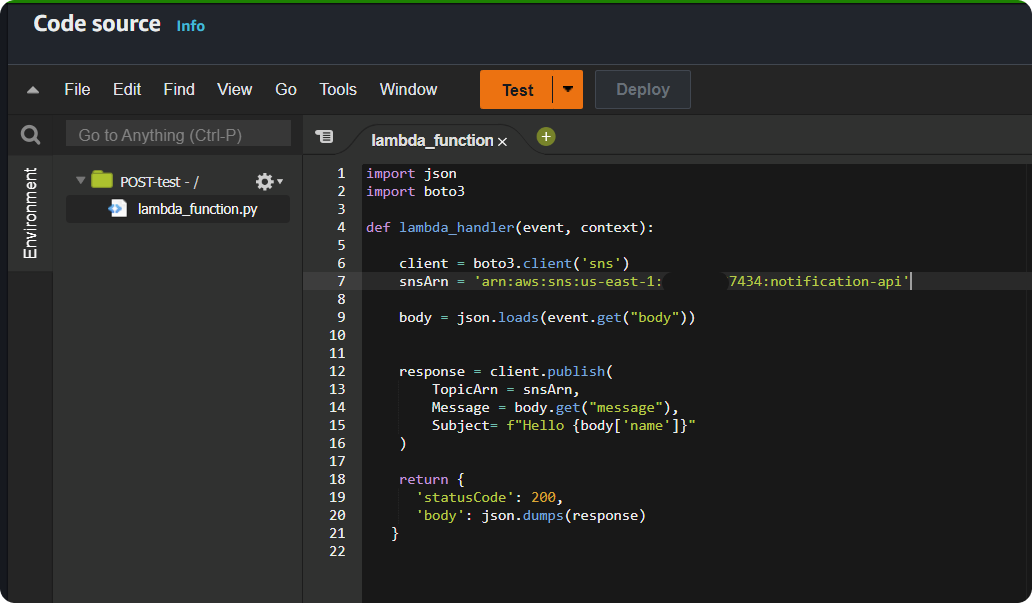 Code source Info
File Edit Find View Go Tools Window Test Deploy
Go to Anything (Ctrl-P)
lambda_function
Environment
POST-test - /
lambda_function.py
1 import json
2 import boto3
3
4 def lambda_handler(event, context):
5
6     client = boto3.client('sns')
7     snsArn = 'arn:aws:sns:us-east-1:        7434:notification-api'
8
9     body = json.loads(event.get("body"))
10
11
12     response = client.publish(
13         TopicArn = snsArn,
14         Message = body.get("message"),
15         Subject= f"Hello {body['name']}"
16     )
17
18     return {
19       'statusCode': 200,
20       'body': json.dumps(response)
21    }
22